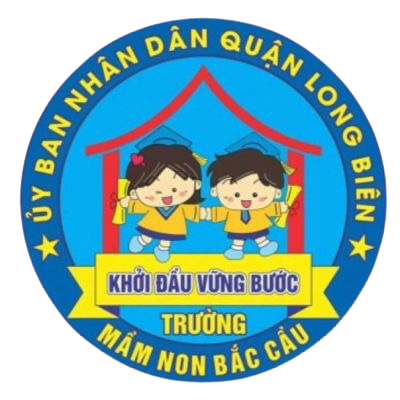 ỦY BAN NHÂN DÂN QUẬN LONG BIÊN
KHỞI ĐẦU VỮNG BƯỚC
TRƯỜNG
MẦM NON BẮC CẦU